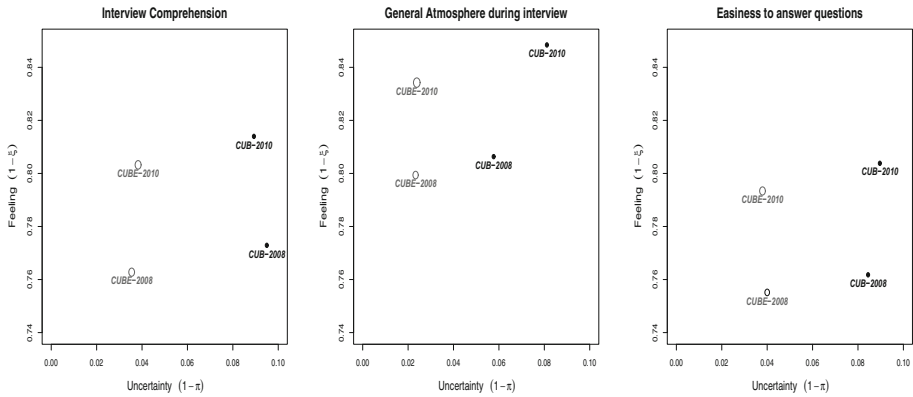 Interview Comprehension
0.84
0.82
0.80
0.78
0.76
0.74
Feeling (1−ξ)
CUB−2010
CUBE−2010
CUB−2008
CUBE−2008
0.00 0.02 0.04 0.06 0.08 0.10
Uncertainty (1−π)
General Atmosphere during interview
0.84
0.82
0.80
0.78
0.76
0.74
Feeling (1−ξ)
CUB−2010
CUBE−2010
CUB−2008
CUBE−2008
0.00 0.02 0.04 0.06 0.08 0.10
Uncertainty (1−π)
Easiness to answer questions
0.84
0.82
0.80
0.78
0.76
0.74
Feeling (1−ξ)
CUB−2010
CUBE−2010
CUB−2008
CUBE−2008
0.00 0.02 0.04 0.06 0.08 0.10
Uncertainty (1−π)